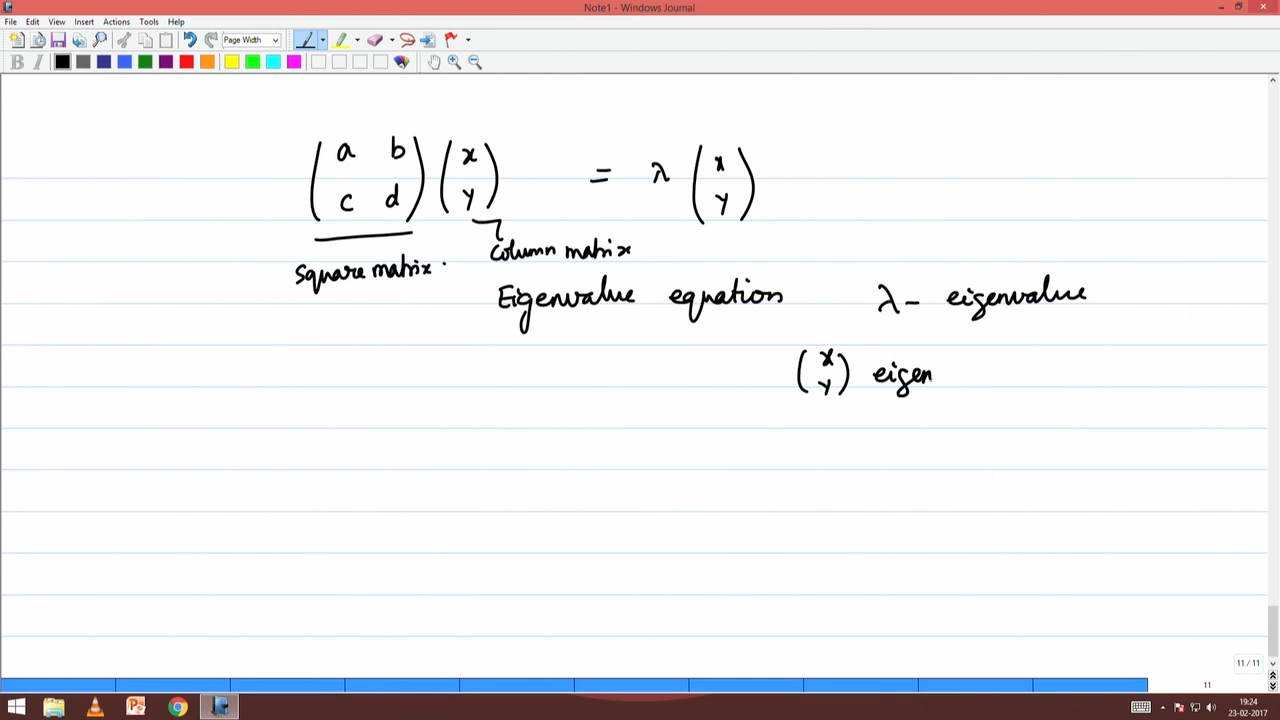 Note1 - Windows Journal
File Edit View Insert Actions Tools Help
Page Width
B I
( a b ) ( x ) = λ ( x )
( c d ) ( y ) ( y )
square matrix.
column matrix
Eigenvalue equation λ - eigenvalue
( x
y ) eigen
11 / 11
11
19:24
23-02-2017